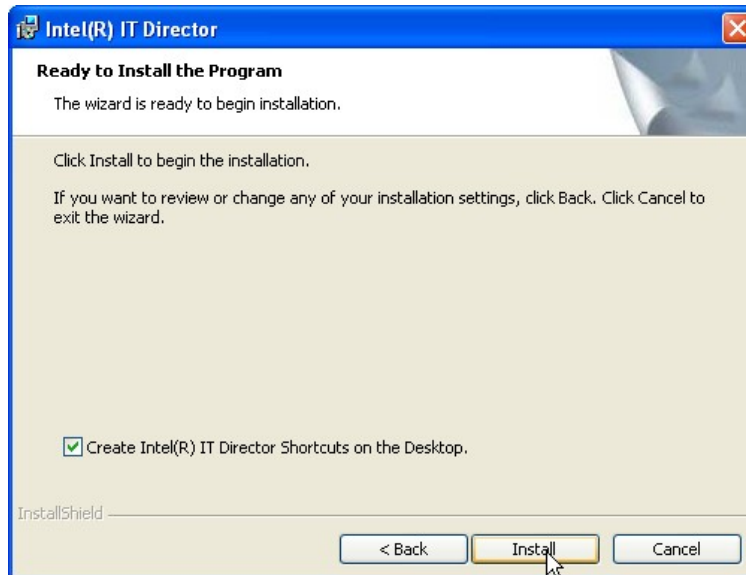 Intel(R) IT Director
Ready to Install the Program
The wizard is ready to begin installation.
Click Install to begin the installation.
If you want to review or change any of your installation settings, click Back. Click Cancel to
exit the wizard.
Create Intel(R) IT Director Shortcuts on the Desktop.
InstallShield
< Back
Install
Cancel